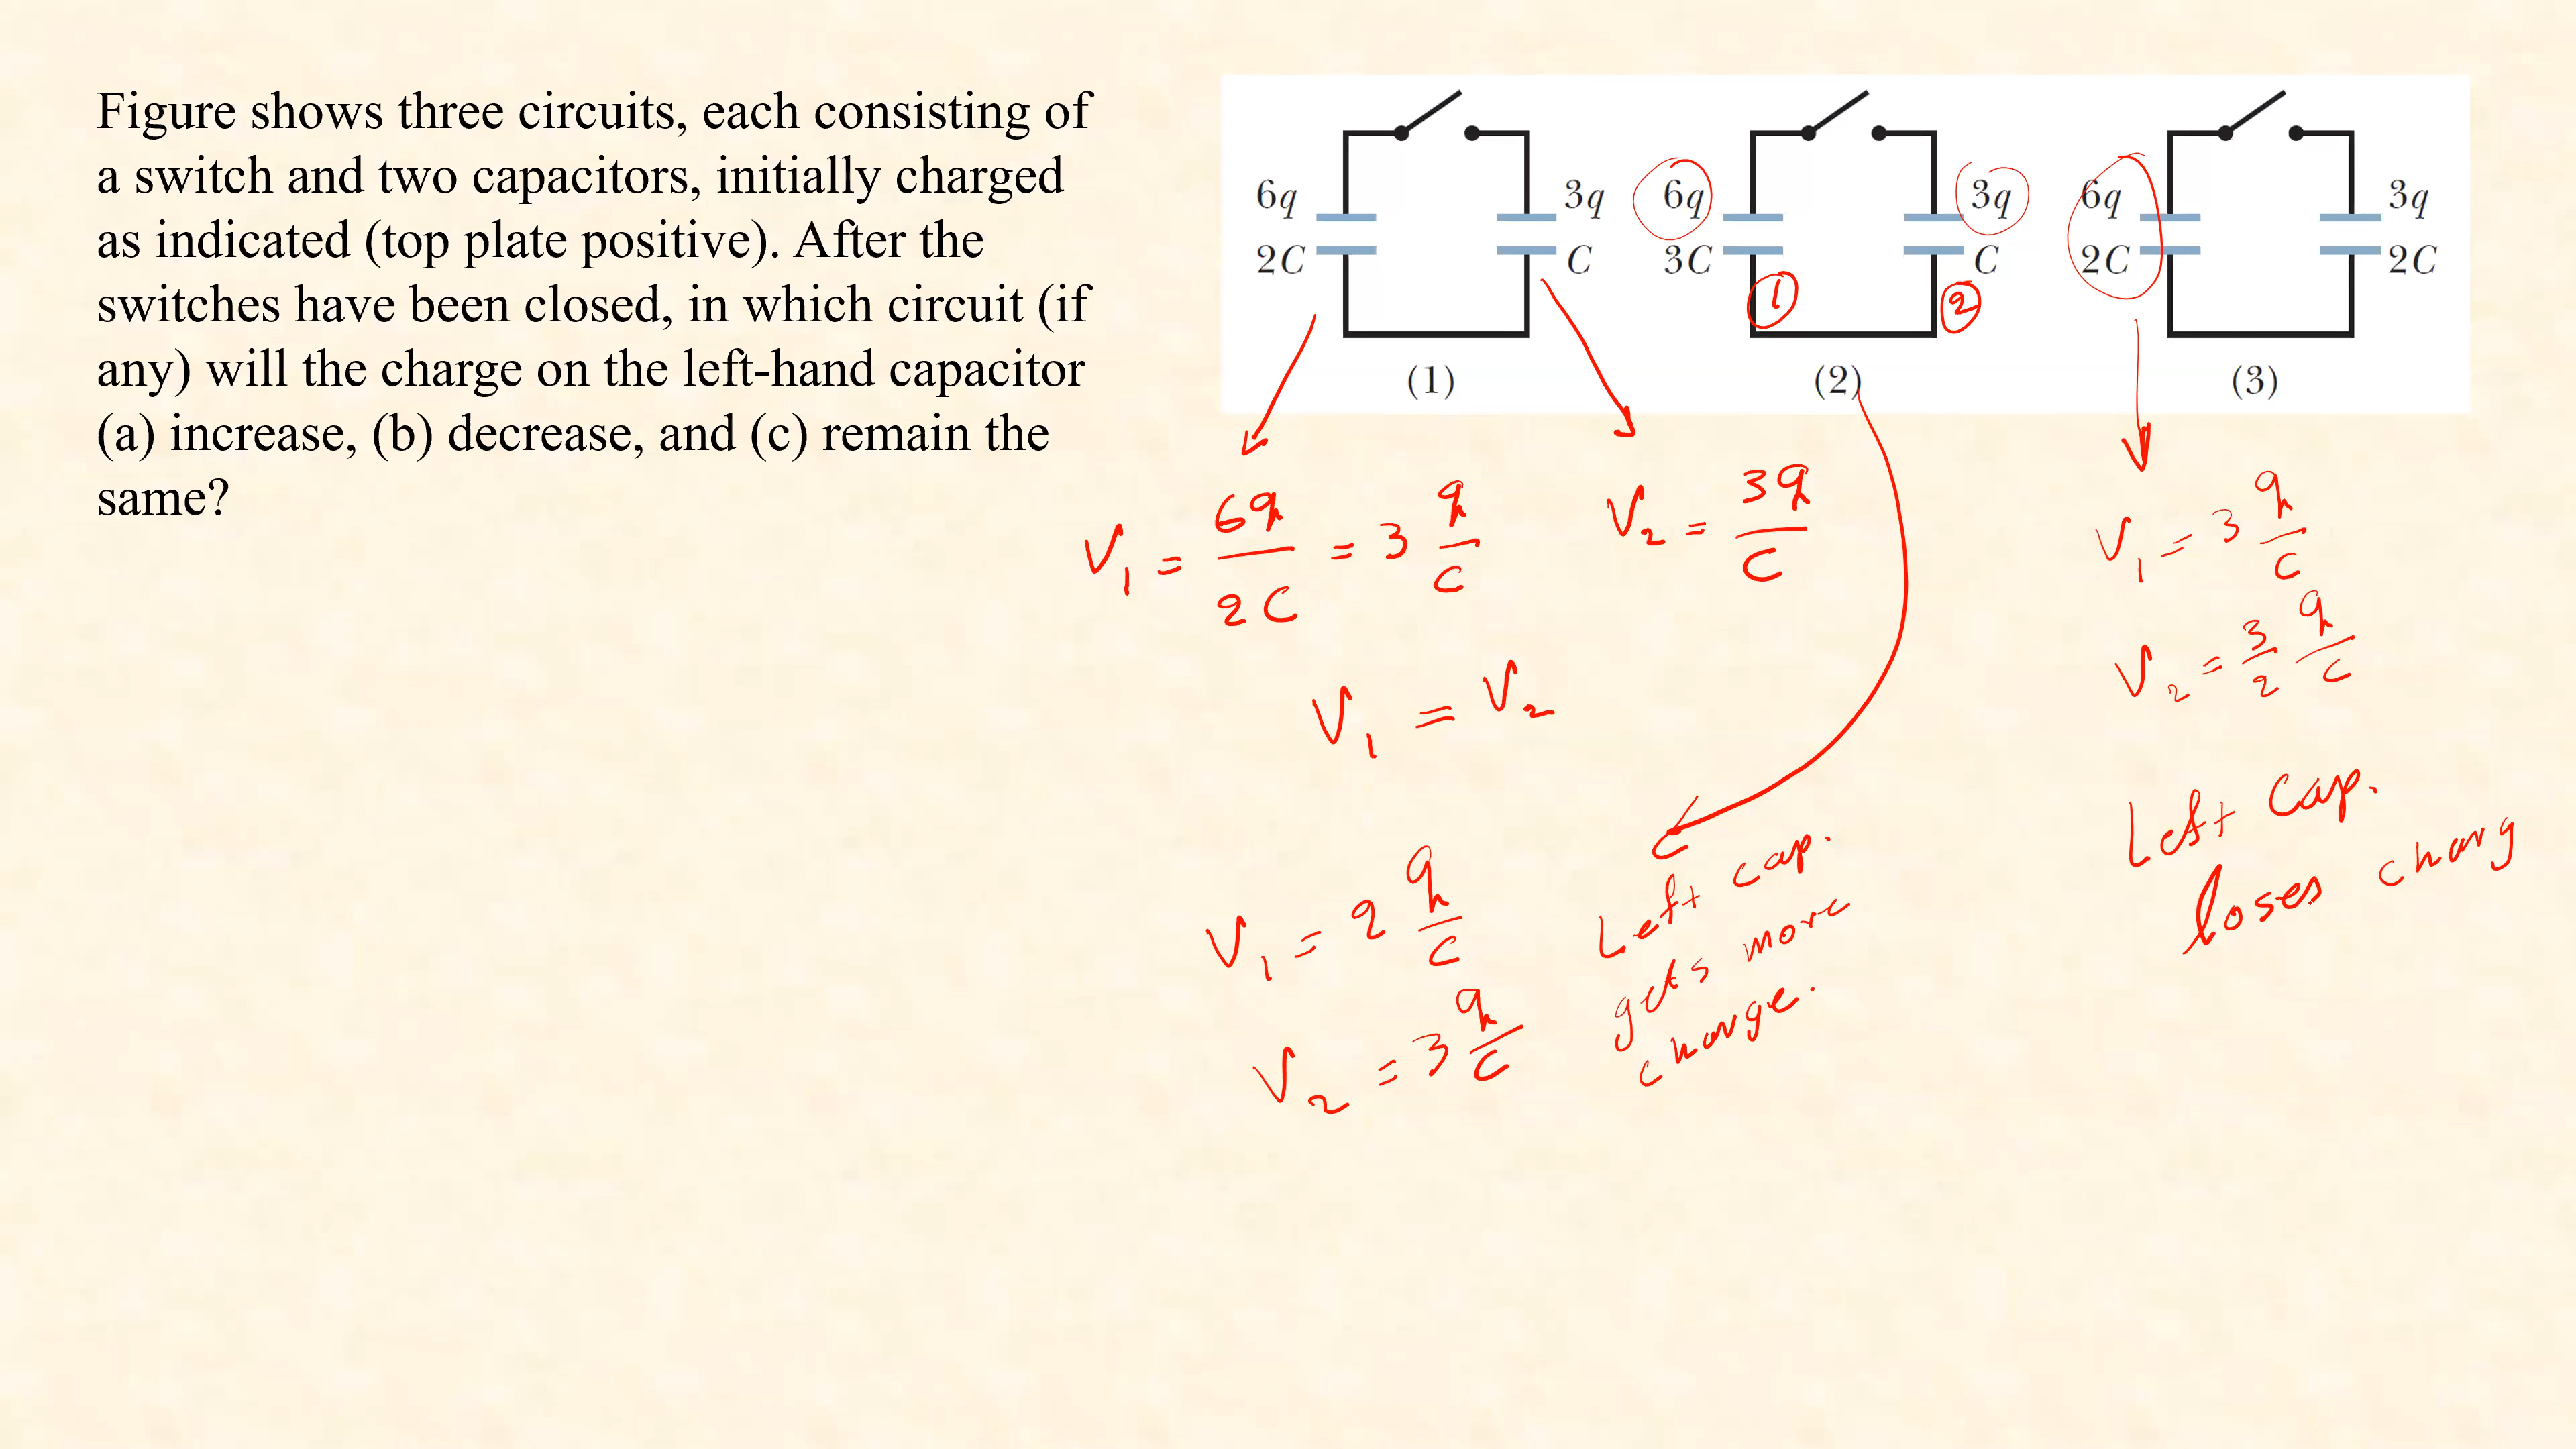 Figure shows three circuits, each consisting of
a switch and two capacitors, initially charged
as indicated (top plate positive). After the
switches have been closed, in which circuit (if
any) will the charge on the left-hand capacitor
(a) increase, (b) decrease, and (c) remain the
same?
6q 3q
2C C
(1)
6q 3q
3C C
1 2
(2)
6q 3q
2C 2C
(3)
V1 = 6q/2C = 3 q/C
V2 = 3q/C
V1 = V2
V1 = 2 q/C
V2 = 3 q/C
Left cap.
gets more
charge.
V1 = 3 q/C
V2 = 3/2 q/C
Left Cap.
loses charg